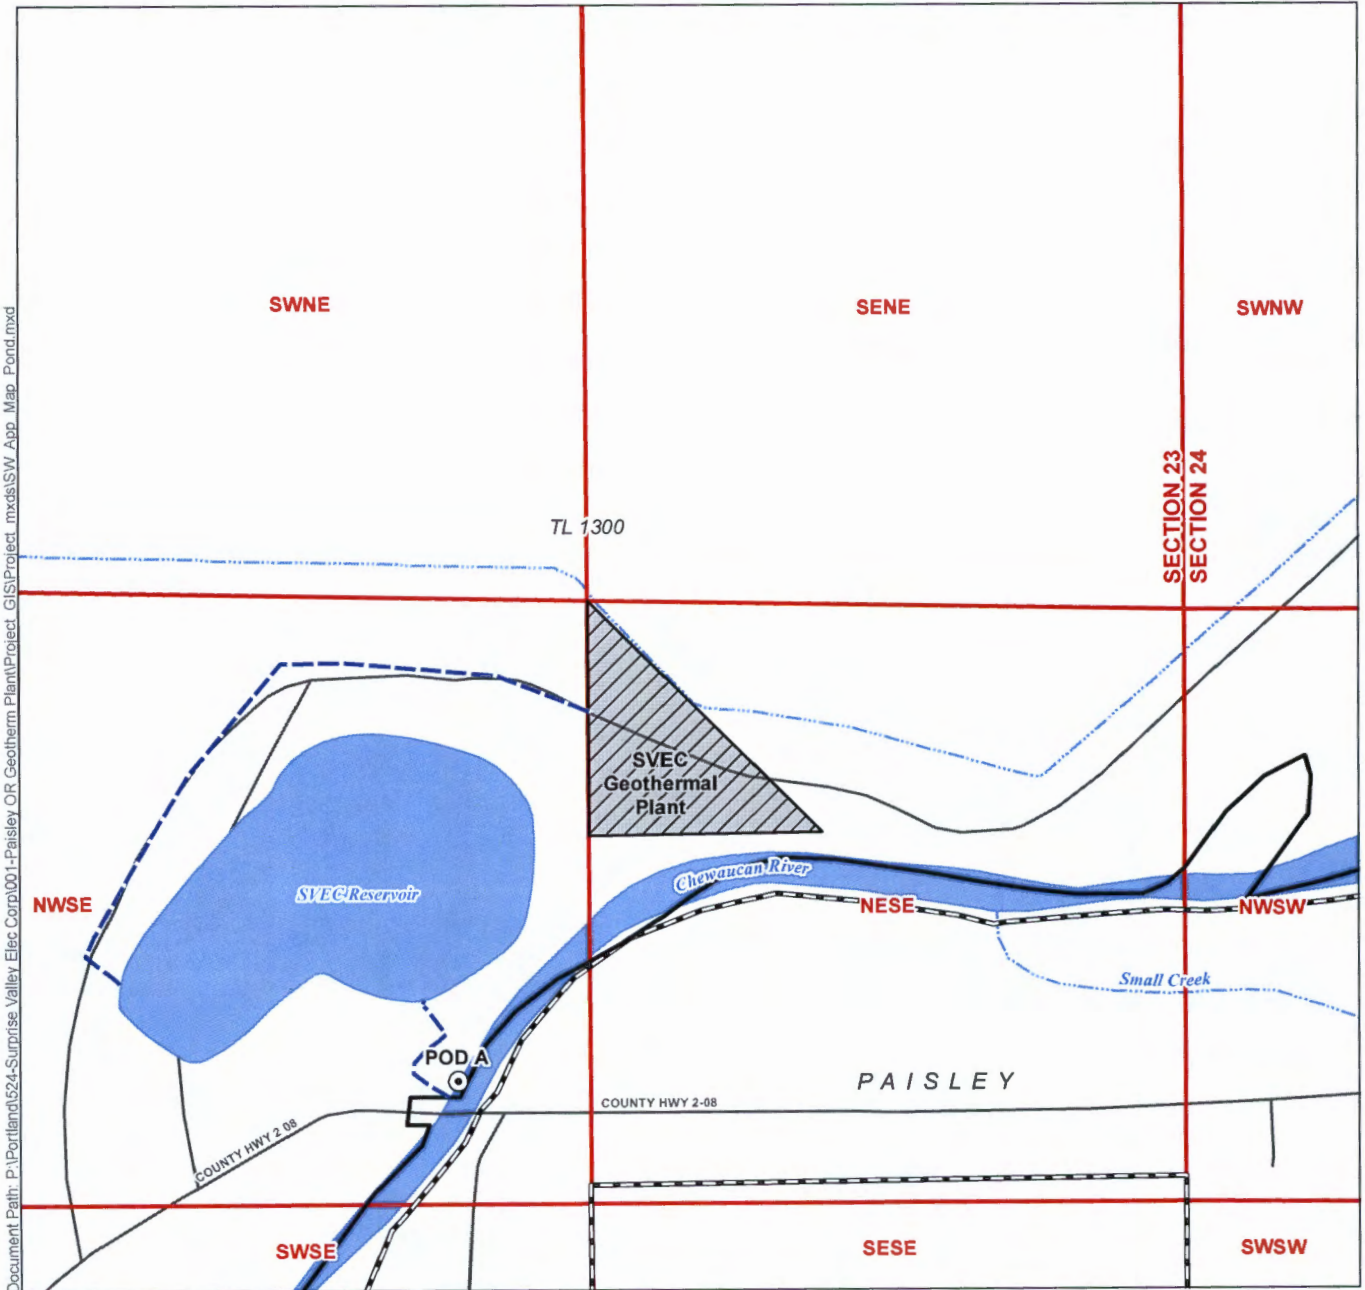 Document Path: P:\Portland\524-Surprise Valley Elec Corp\001-Paisley OR Geotherm Plant\Project_GIS\Project_mxds\SW_App_Map_Pond.mxd
SWNE
SENE
SWNW
SECTION 23
SECTION 24
TL 1300
SVEC
Geothermal
Plant
Chewaucan River
SVEC Reservoir
NWSE
NESE
NWSW
Small Creek
POD A
PAISLEY
COUNTY HWY 2-08
COUNTY HWY 2 08
SWSE
SESE
SWSW